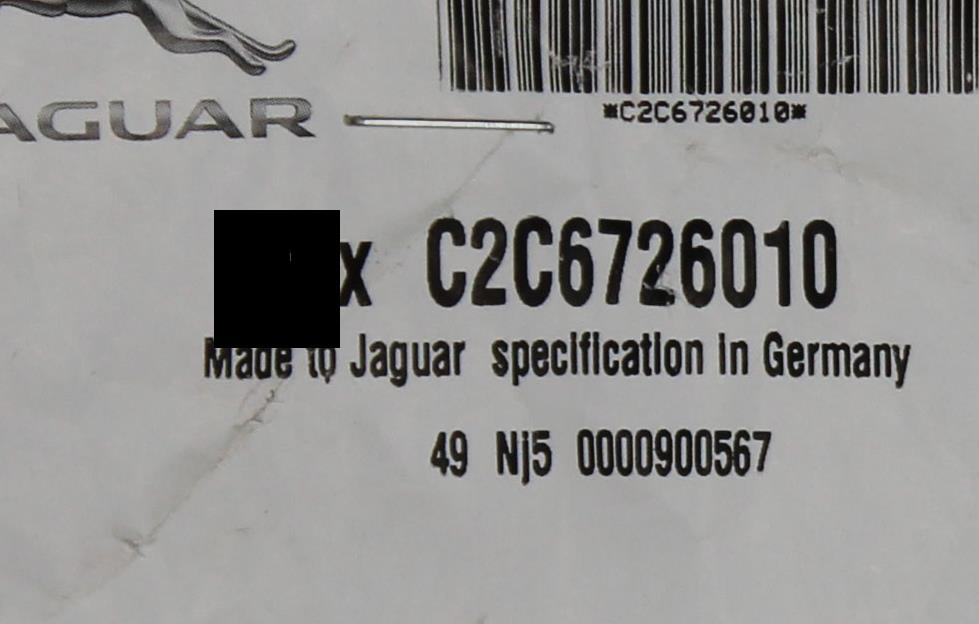 JAGUAR
*C2C6726010*
x C2C6726010
Made to Jaguar specification in Germany
49 Nj5 0000900567